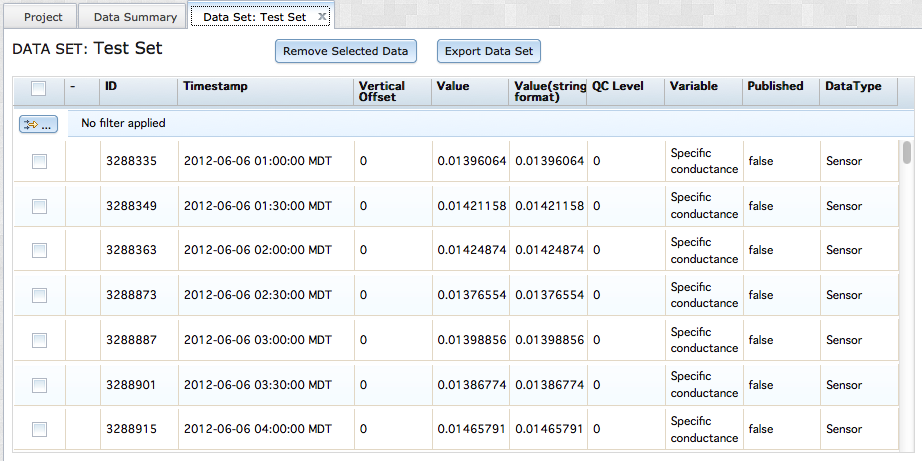 Project Data Summary Data Set: Test Set
DATA SET: Test Set Remove Selected Data Export Data Set
- ID Timestamp Vertical Offset Value Value(string format) QC Level Variable Published DataType
... No filter applied
3288335 2012-06-06 01:00:00 MDT 0 0.01396064 0.01396064 0 Specific conductance false Sensor
3288349 2012-06-06 01:30:00 MDT 0 0.01421158 0.01421158 0 Specific conductance false Sensor
3288363 2012-06-06 02:00:00 MDT 0 0.01424874 0.01424874 0 Specific conductance false Sensor
3288873 2012-06-06 02:30:00 MDT 0 0.01376554 0.01376554 0 Specific conductance false Sensor
3288887 2012-06-06 03:00:00 MDT 0 0.01398856 0.01398856 0 Specific conductance false Sensor
3288901 2012-06-06 03:30:00 MDT 0 0.01386774 0.01386774 0 Specific conductance false Sensor
3288915 2012-06-06 04:00:00 MDT 0 0.01465791 0.01465791 0 Specific conductance false Sensor